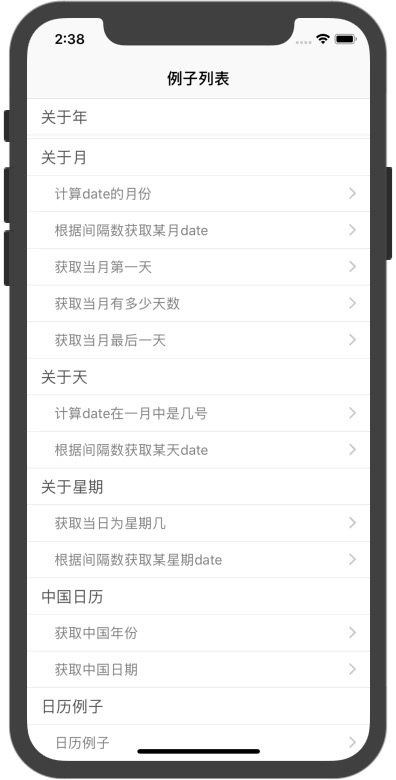 2:38
例子列表
关于年
关于月
计算date的月份
根据间隔数获取某月date
获取当月第一天
获取当月有多少天数
获取当月最后一天
关于天
计算date在一月中是几号
根据间隔数获取某天date
关于星期
获取当日为星期几
根据间隔数获取某星期date
中国日历
获取中国年份
获取中国日期
日历例子
日历例子